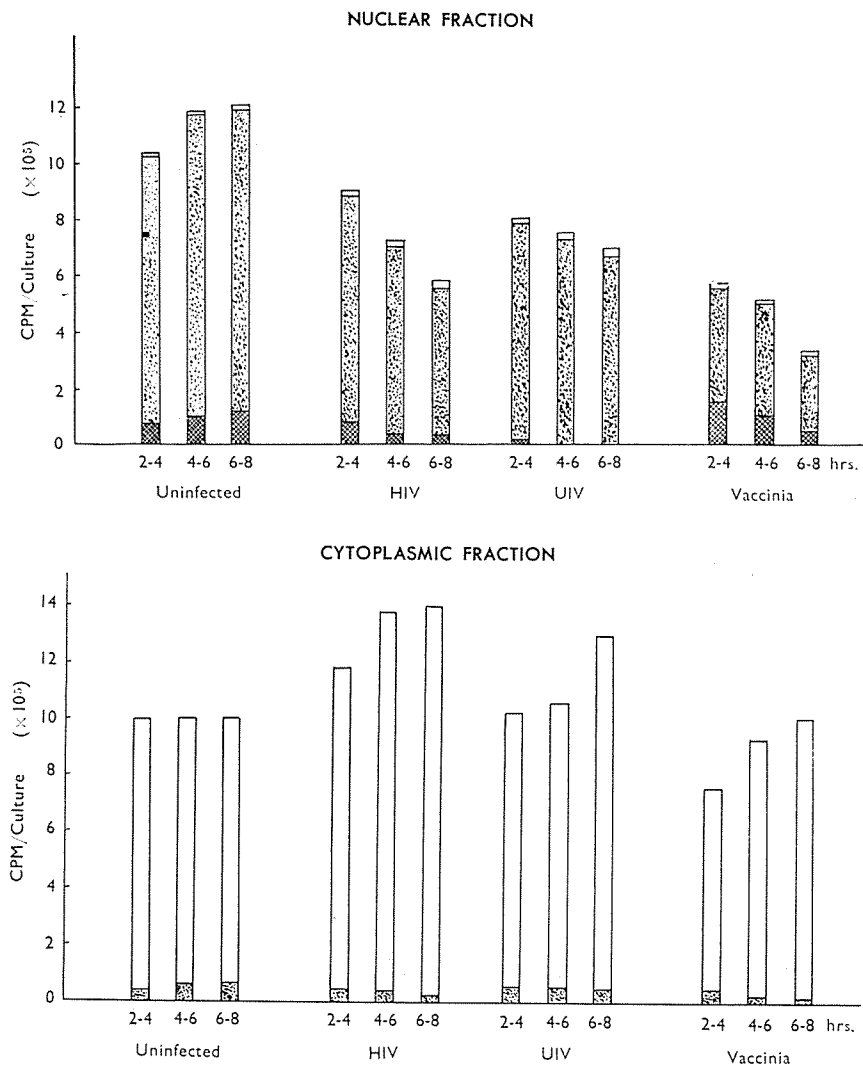 NUCLEAR FRACTION
CPM/Culture (×10⁵)
12
10
8
6
4
2
0
2-4 4-6 6-8 2-4 4-6 6-8 2-4 4-6 6-8 2-4 4-6 6-8 hrs.
Uninfected HIV UIV Vaccinia
CYTOPLASMIC FRACTION
CPM/Culture (×10⁵)
14
12
10
8
6
4
2
0
2-4 4-6 6-8 2-4 4-6 6-8 2-4 4-6 6-8 2-4 4-6 6-8 hrs.
Uninfected HIV UIV Vaccinia